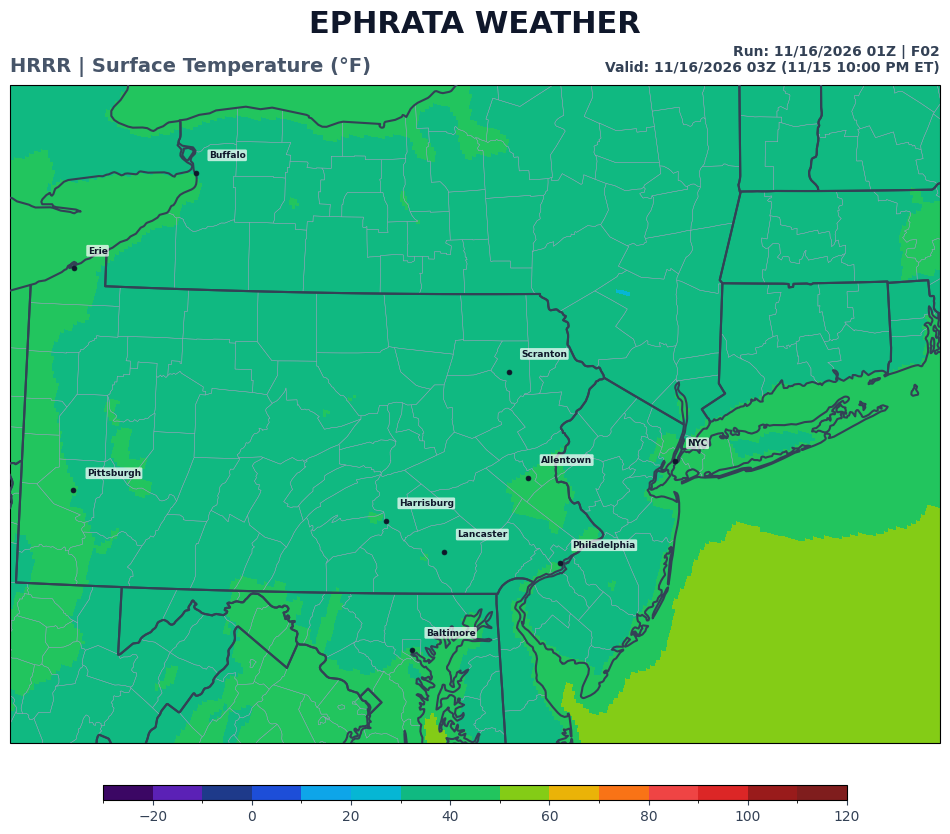 EPHRATA WEATHER
HRRR | Surface Temperature (°F)
Run: 11/16/2026 01Z | F02
Valid: 11/16/2026 03Z (11/15 10:00 PM ET)
Buffalo
Erie
Scranton
NYC
Allentown
Pittsburgh
Harrisburg
Lancaster
Philadelphia
Baltimore
−20 0 20 40 60 80 100 120